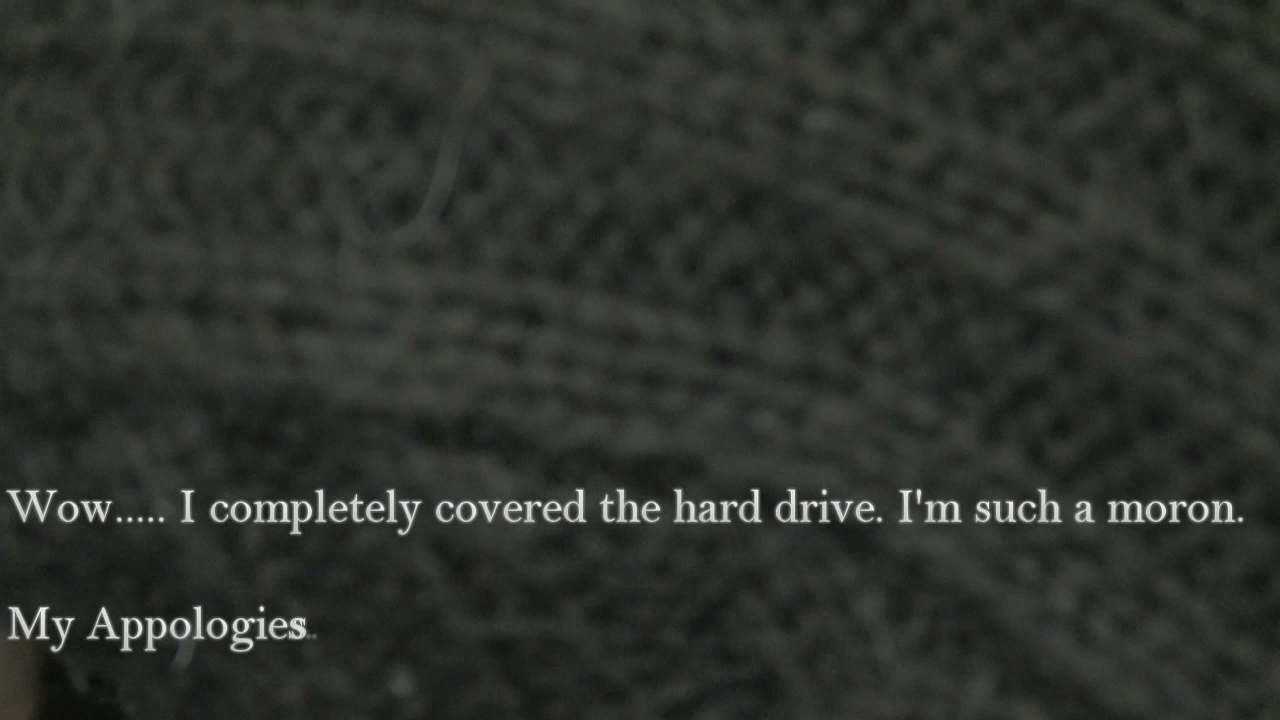 Wow..... I completely covered the hard drive. I'm such a moron.
My Appologies..